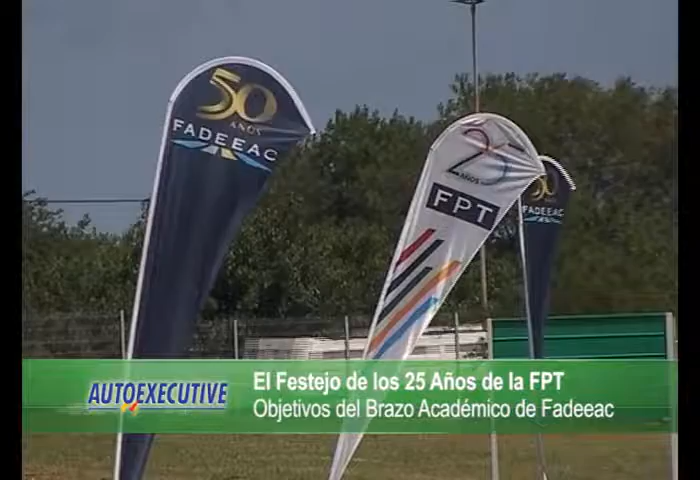 50
AÑOS
FADEEAC
25
AÑOS
FPT
50
FADEEAC
AUTOEXECUTIVE
El Festejo de los 25 Años de la FPT
Objetivos del Brazo Académico de Fadeeac